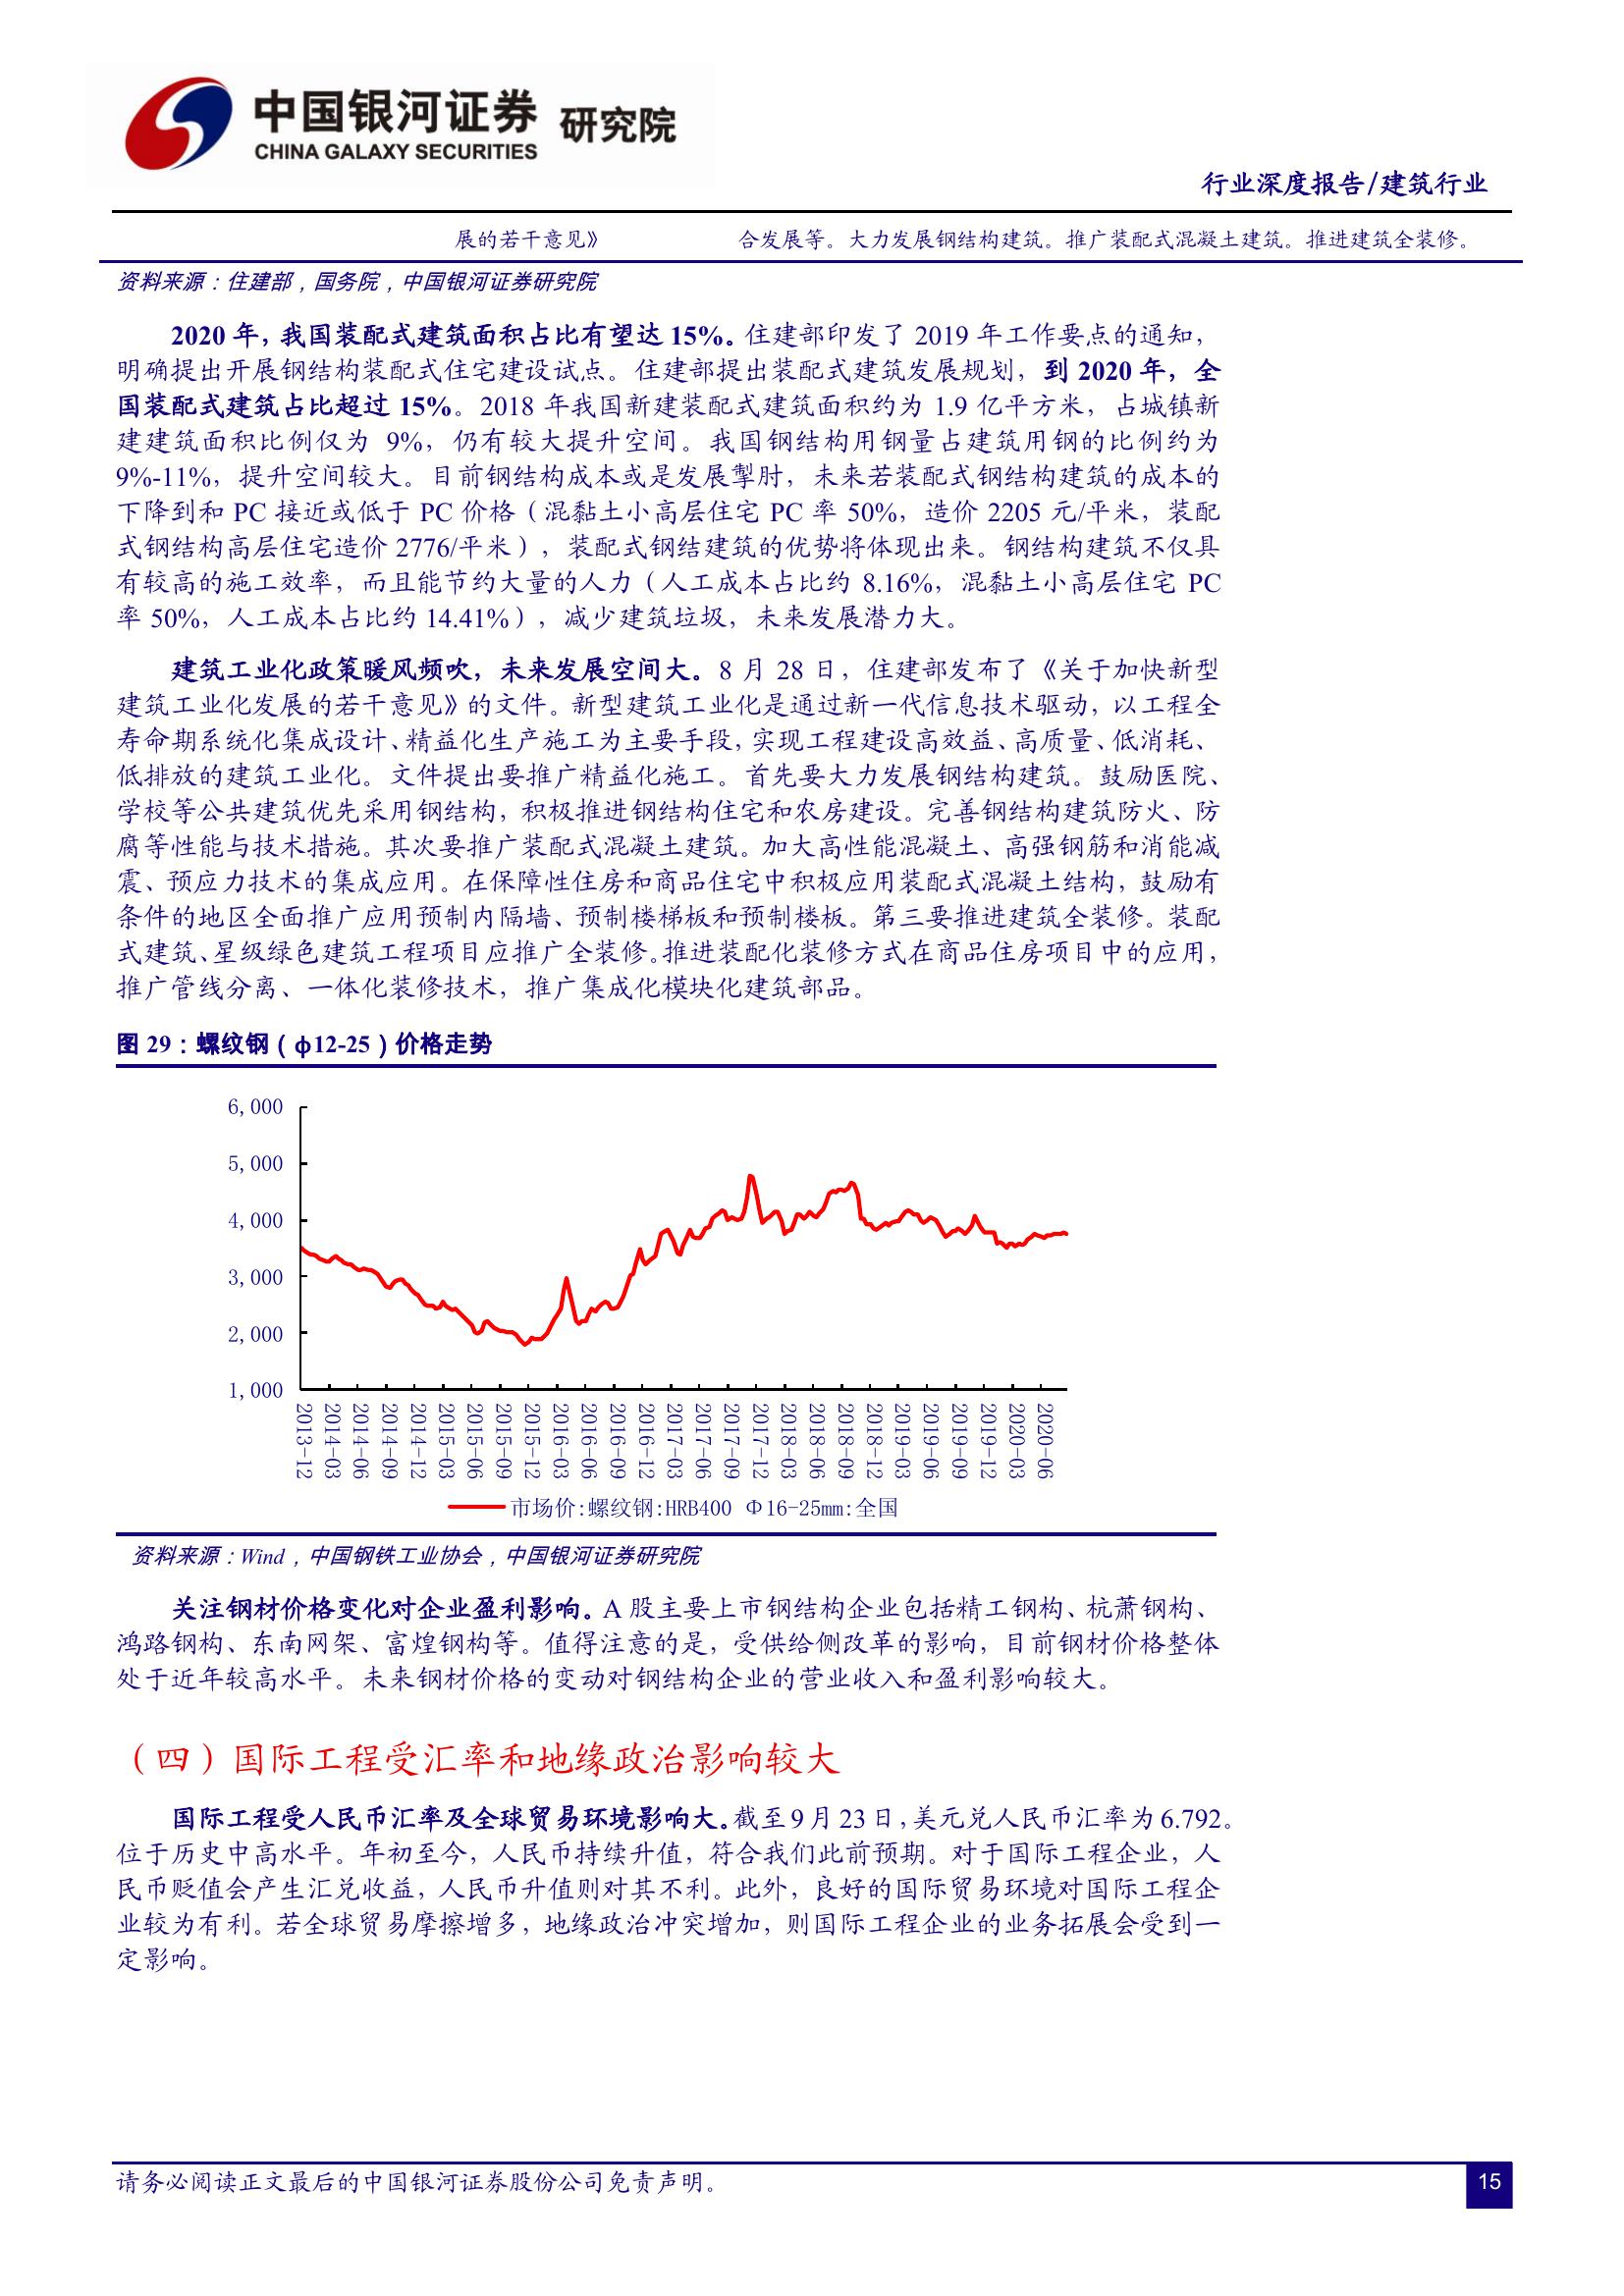 中国银河证券 研究院
CHINA GALAXY SECURITIES
行业深度报告/建筑行业
展的若干意见》 合发展等。大力发展钢结构建筑。推广装配式混凝土建筑。推进建筑全装修。
资料来源：住建部，国务院，中国银河证券研究院
2020 年，我国装配式建筑面积占比有望达 15%。住建部印发了 2019 年工作要点的通知，
明确提出开展钢结构装配式住宅建设试点。住建部提出装配式建筑发展规划，到 2020 年，全
国装配式建筑占比超过 15%。2018 年我国新建装配式建筑面积约为 1.9 亿平方米，占城镇新
建建筑面积比例仅为 9%，仍有较大提升空间。我国钢结构用钢量占建筑用钢的比例约为
9%-11%，提升空间较大。目前钢结构成本或是发展掣肘，未来若装配式钢结构建筑的成本的
下降到和 PC 接近或低于 PC 价格（混黏土小高层住宅 PC 率 50%，造价 2205 元/平米，装配
式钢结构高层住宅造价 2776/平米），装配式钢结建筑的优势将体现出来。钢结构建筑不仅具
有较高的施工效率，而且能节约大量的人力（人工成本占比约 8.16%，混黏土小高层住宅 PC
率 50%，人工成本占比约 14.41%），减少建筑垃圾，未来发展潜力大。
建筑工业化政策暖风频吹，未来发展空间大。8 月 28 日，住建部发布了《关于加快新型
建筑工业化发展的若干意见》的文件。新型建筑工业化是通过新一代信息技术驱动，以工程全
寿命期系统化集成设计、精益化生产施工为主要手段，实现工程建设高效益、高质量、低消耗、
低排放的建筑工业化。文件提出要推广精益化施工。首先要大力发展钢结构建筑。鼓励医院、
学校等公共建筑优先采用钢结构，积极推进钢结构住宅和农房建设。完善钢结构建筑防火、防
腐等性能与技术措施。其次要推广装配式混凝土建筑。加大高性能混凝土、高强钢筋和消能减
震、预应力技术的集成应用。在保障性住房和商品住宅中积极应用装配式混凝土结构，鼓励有
条件的地区全面推广应用预制内隔墙、预制楼梯板和预制楼板。第三要推进建筑全装修。装配
式建筑、星级绿色建筑工程项目应推广全装修。推进装配化装修方式在商品住房项目中的应用，
推广管线分离、一体化装修技术，推广集成化模块化建筑部品。
图 29：螺纹钢（φ12-25）价格走势
6,000
5,000
4,000
3,000
2,000
1,000
2013-12
2014-03
2014-06
2014-09
2014-12
2015-03
2015-06
2015-09
2015-12
2016-03
2016-06
2016-09
2016-12
2017-03
2017-06
2017-09
2017-12
2018-03
2018-06
2018-09
2018-12
2019-03
2019-06
2019-09
2019-12
2020-03
2020-06
市场价:螺纹钢:HRB400 Φ16-25mm:全国
资料来源：Wind，中国钢铁工业协会，中国银河证券研究院
关注钢材价格变化对企业盈利影响。A 股主要上市钢结构企业包括精工钢构、杭萧钢构、
鸿路钢构、东南网架、富煌钢构等。值得注意的是，受供给侧改革的影响，目前钢材价格整体
处于近年较高水平。未来钢材价格的变动对钢结构企业的营业收入和盈利影响较大。
（四）国际工程受汇率和地缘政治影响较大
国际工程受人民币汇率及全球贸易环境影响大。截至 9 月 23 日，美元兑人民币汇率为 6.792。
位于历史中高水平。年初至今，人民币持续升值，符合我们此前预期。对于国际工程企业，人
民币贬值会产生汇兑收益，人民币升值则对其不利。此外，良好的国际贸易环境对国际工程企
业较为有利。若全球贸易摩擦增多，地缘政治冲突增加，则国际工程企业的业务拓展会受到一
定影响。
请务必阅读正文最后的中国银河证券股份公司免责声明。
15